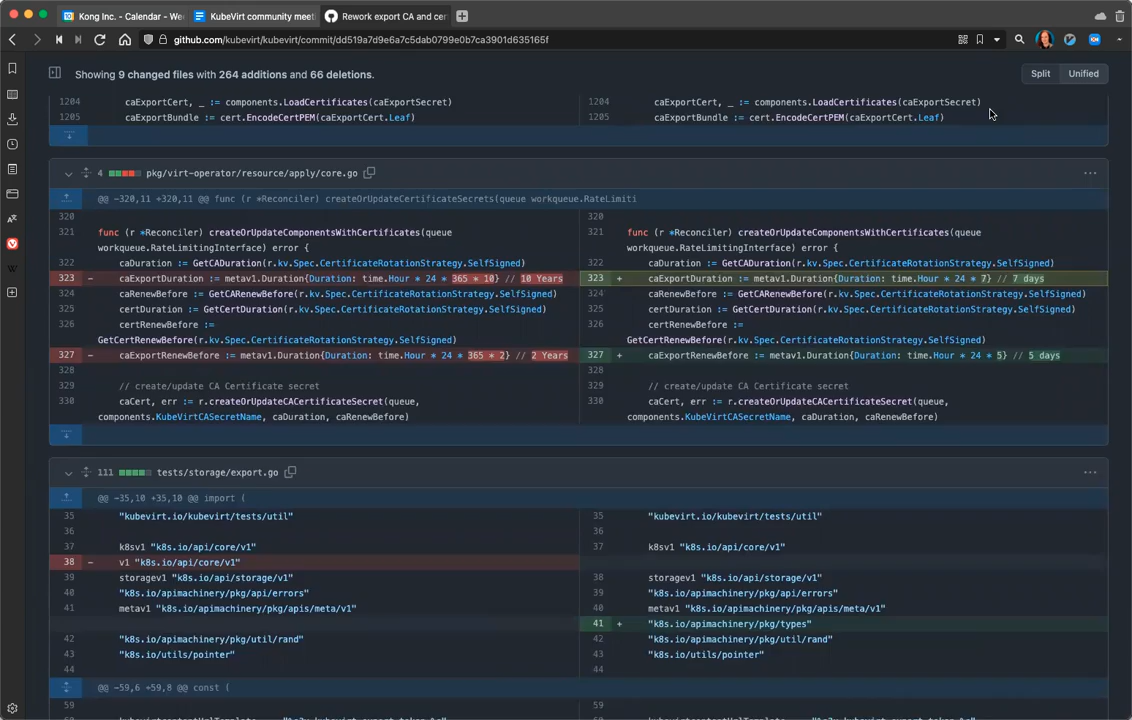 Kong Inc. - Calendar - We
KubeVirt community meet
Rework export CA and cer
github.com/kubevirt/kubevirt/commit/dd519a7d9e6a7c5dab0799e0b7ca3901d635165f
Showing 9 changed files with 264 additions and 66 deletions.
Split Unified
1204 caExportCert, _ := components.LoadCertificates(caExportSecret)
1205 caExportBundle := cert.EncodeCertPEM(caExportCert.Leaf)
1204 caExportCert, _ := components.LoadCertificates(caExportSecret)
1205 caExportBundle := cert.EncodeCertPEM(caExportCert.Leaf)
4 pkg/virt-operator/resource/apply/core.go
@@ -320,11 +320,11 @@ func (r *Reconciler) createOrUpdateCertificateSecrets(queue workqueue.RateLimiti
320
321 func (r *Reconciler) createOrUpdateComponentsWithCertificates(queue
workqueue.RateLimitingInterface) error {
322 caDuration := GetCADuration(r.kv.Spec.CertificateRotationStrategy.SelfSigned)
323 - caExportDuration := metav1.Duration{Duration: time.Hour * 24 * 365 * 10} // 10 Years
324 caRenewBefore := GetCARenewBefore(r.kv.Spec.CertificateRotationStrategy.SelfSigned)
325 certDuration := GetCertDuration(r.kv.Spec.CertificateRotationStrategy.SelfSigned)
326 certRenewBefore :=
GetCertRenewBefore(r.kv.Spec.CertificateRotationStrategy.SelfSigned)
327 - caExportRenewBefore := metav1.Duration{Duration: time.Hour * 24 * 365 * 2} // 2 Years
328
329 // create/update CA Certificate secret
330 caCert, err := r.createOrUpdateCACertificateSecret(queue,
components.KubeVirtCASecretName, caDuration, caRenewBefore)
320
321 func (r *Reconciler) createOrUpdateComponentsWithCertificates(queue
workqueue.RateLimitingInterface) error {
322 caDuration := GetCADuration(r.kv.Spec.CertificateRotationStrategy.SelfSigned)
323 + caExportDuration := metav1.Duration{Duration: time.Hour * 24 * 7} // 7 days
324 caRenewBefore := GetCARenewBefore(r.kv.Spec.CertificateRotationStrategy.SelfSigned)
325 certDuration := GetCertDuration(r.kv.Spec.CertificateRotationStrategy.SelfSigned)
326 certRenewBefore :=
GetCertRenewBefore(r.kv.Spec.CertificateRotationStrategy.SelfSigned)
327 + caExportRenewBefore := metav1.Duration{Duration: time.Hour * 24 * 5} // 5 days
328
329 // create/update CA Certificate secret
330 caCert, err := r.createOrUpdateCACertificateSecret(queue,
components.KubeVirtCASecretName, caDuration, caRenewBefore)
111 tests/storage/export.go
@@ -35,10 +35,10 @@ import (
35 "kubevirt.io/kubevirt/tests/util"
36
37 k8sv1 "k8s.io/api/core/v1"
38 - v1 "k8s.io/api/core/v1"
39 storagev1 "k8s.io/api/storage/v1"
40 "k8s.io/apimachinery/pkg/api/errors"
41 metav1 "k8s.io/apimachinery/pkg/apis/meta/v1"
42 "k8s.io/apimachinery/pkg/util/rand"
43 "k8s.io/utils/pointer"
44
35 "kubevirt.io/kubevirt/tests/util"
36
37 k8sv1 "k8s.io/api/core/v1"
38 storagev1 "k8s.io/api/storage/v1"
39 "k8s.io/apimachinery/pkg/api/errors"
40 metav1 "k8s.io/apimachinery/pkg/apis/meta/v1"
41 + "k8s.io/apimachinery/pkg/types"
42 "k8s.io/apimachinery/pkg/util/rand"
43 "k8s.io/utils/pointer"
44
@@ -59,6 +59,8 @@ const (
59
59